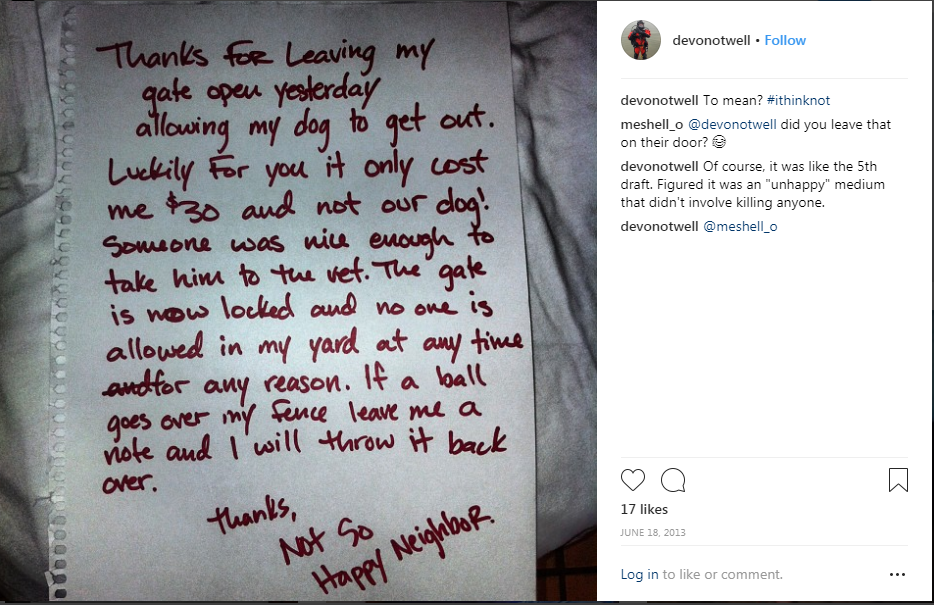 Thanks For Leaving my
gate open yesterday
allowing my dog to get out.
Luckily For you it only cost
me $30 and not our dog!
Someone was nice enough to
take him to the vet. The gate
is now locked and no one is
allowed in my yard at any time
and for any reason. If a ball
goes over my fence leave me a
note and I will throw it back
over.
Thanks,
Not So
Happy Neighbor.
devonotwell • Follow
devonotwell To mean? #ithinknot
meshell_o @devonotwell did you leave that
on their door? 😂
devonotwell Of course, it was like the 5th
draft. Figured it was an "unhappy" medium
that didn't involve killing anyone.
devonotwell @meshell_o
17 likes
JUNE 18, 2013
Log in to like or comment.